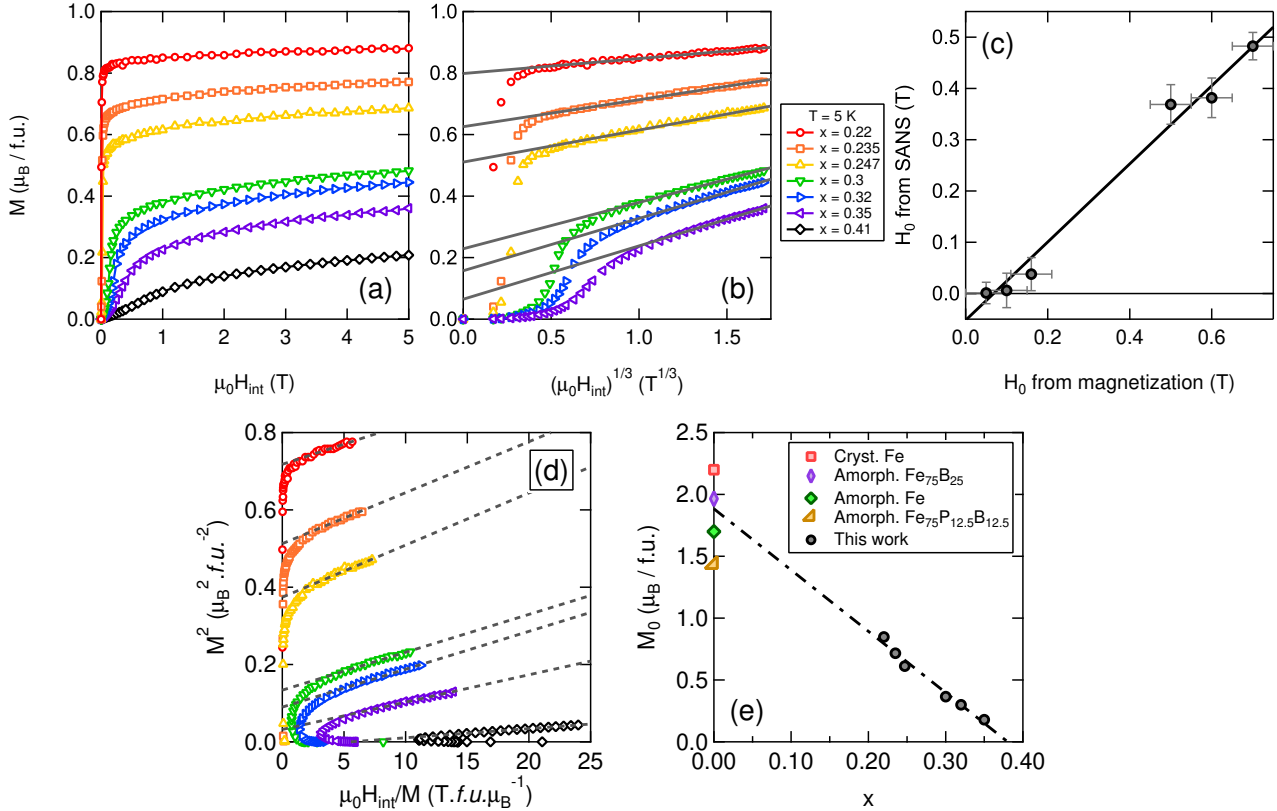 1.0
0.8
0.6
0.4
0.2
0.0
M (μB / f.u.)
0 1 2 3 4 5
μ0Hint (T)
(a)
1.0
0.8
0.6
0.4
0.2
0.0
0.0 0.5 1.0 1.5
(μ0Hint)1/3 (T1/3)
(b)
T = 5 K
x = 0.22
x = 0.235
x = 0.247
x = 0.3
x = 0.32
x = 0.35
x = 0.41
(c)
0.5
0.4
0.3
0.2
0.1
0.0
H0 from SANS (T)
0.0 0.2 0.4 0.6
H0 from magnetization (T)
0.8
0.6
0.4
0.2
0.0
M2 (μB2.f.u.-2)
0 5 10 15 20 25
μ0Hint/M (T.f.u.μB-1)
(d)
2.5
2.0
1.5
1.0
0.5
0.0
M0 (μB / f.u.)
0.00 0.10 0.20 0.30 0.40
x
(e)
Cryst. Fe
Amorph. Fe75B25
Amorph. Fe
Amorph. Fe75P12.5B12.5
This work